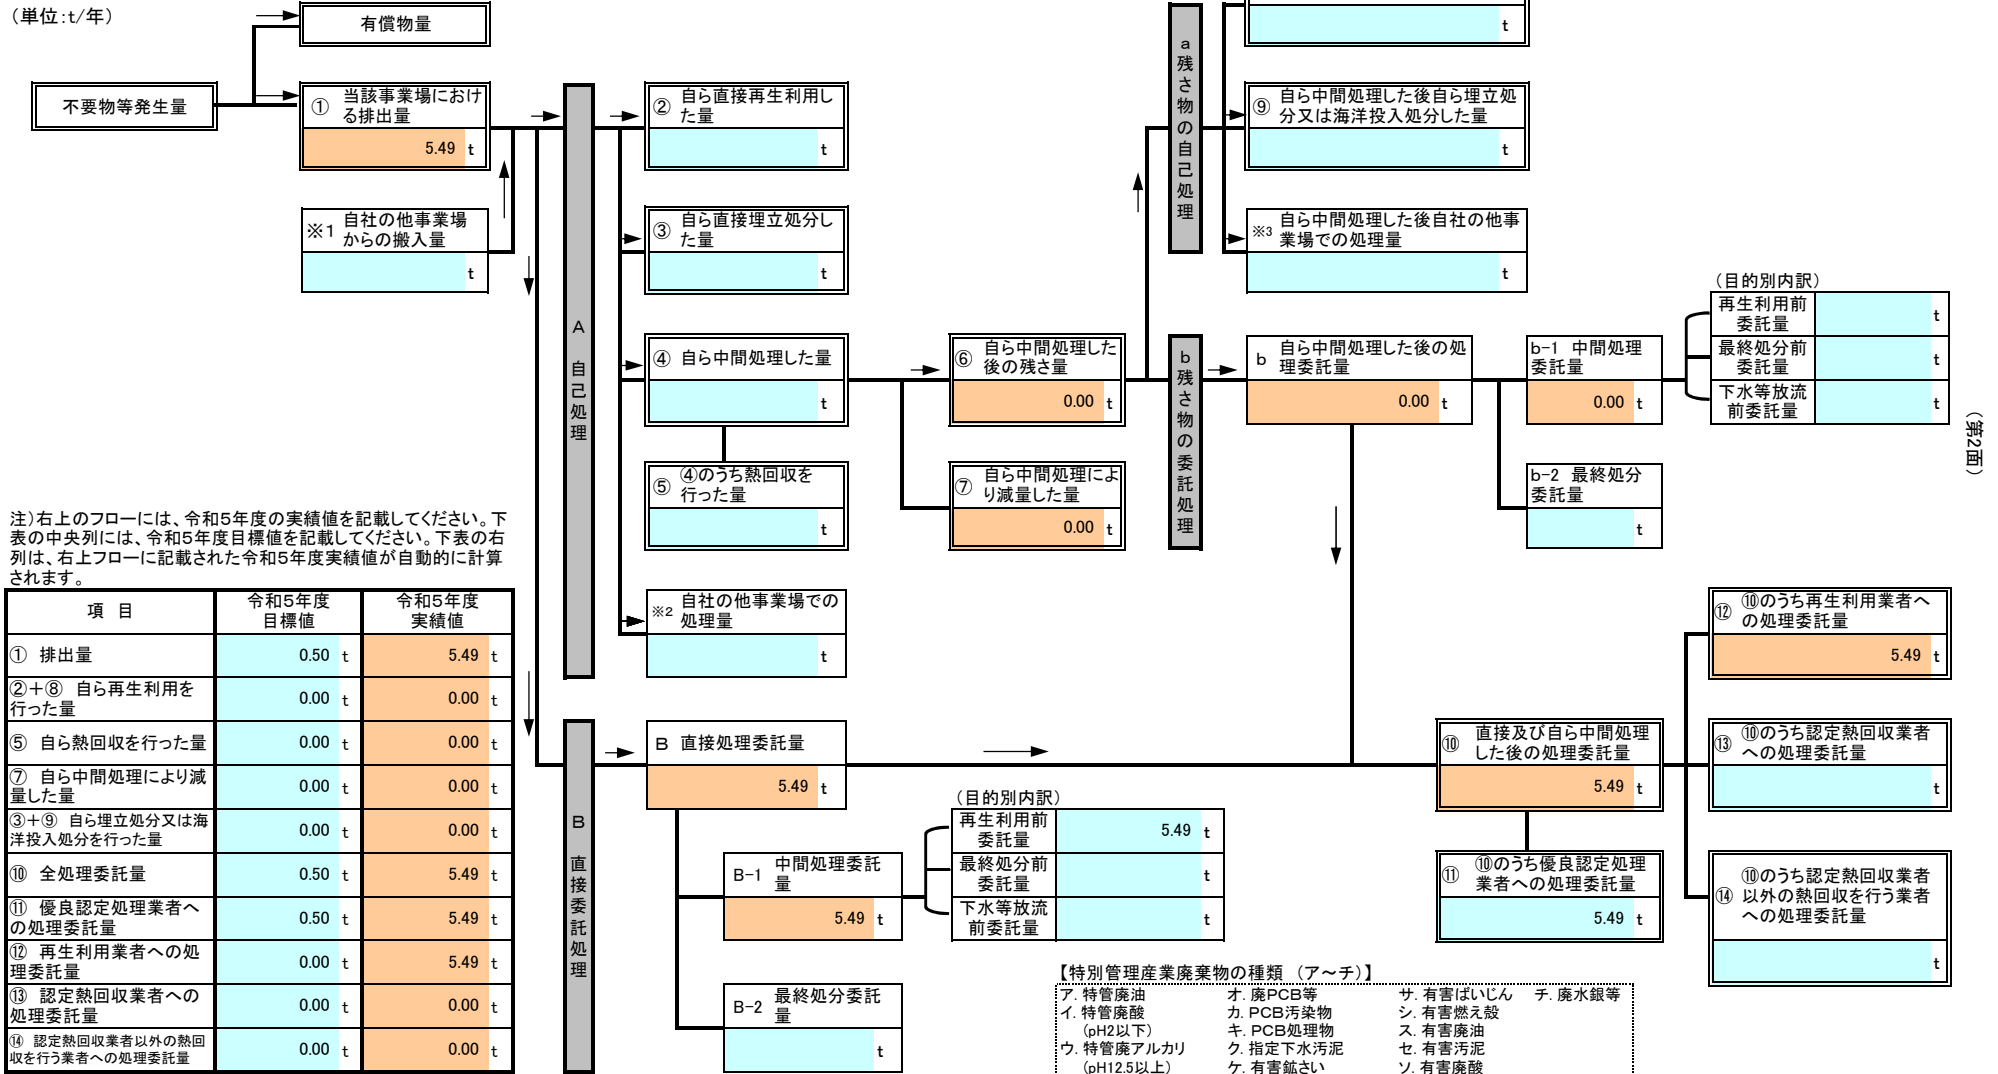 （単位:t/年）
有償物量
不要物等発生量
① 当該事業場におけ
る排出量
5.49 t
※1 自社の他事業場
からの搬入量
t
A 自己処理
② 自ら直接再生利用し
た量
t
③ 自ら直接埋立処分し
た量
t
④ 自ら中間処理した量
t
⑤ ④のうち熱回収を
行った量
t
※2 自社の他事業場での
処理量
t
⑥ 自ら中間処理した
後の残さ量
0.00 t
⑦ 自ら中間処理によ
り減量した量
0.00 t
a残さ物の自己処理
t
⑨ 自ら中間処理した後自ら埋立処
分又は海洋投入処分した量
t
※3 自ら中間処理した後自社の他事
業場での処理量
t
b残さ物の委託処理
b 自ら中間処理した後の処
理委託量
0.00 t
b-1 中間処理
委託量
0.00 t
b-2 最終処分
委託量
t
（目的別内訳）
再生利用前
委託量
t
最終処分前
委託量
t
下水等放流
前委託量
t
（第2面）
注）右上のフローには、令和5年度の実績値を記載してください。下
表の中央列には、令和5年度目標値を記載してください。下表の右
列は、右上フローに記載された令和5年度実績値が自動的に計算
されます。
項 目 令和5年度
目標値 令和5年度
実績値
① 排出量 0.50 t 5.49 t
②＋⑧ 自ら再生利用を
行った量 0.00 t 0.00 t
⑤ 自ら熱回収を行った量 0.00 t 0.00 t
⑦ 自ら中間処理により減
量した量 0.00 t 0.00 t
③＋⑨ 自ら埋立処分又は海
洋投入処分を行った量 0.00 t 0.00 t
⑩ 全処理委託量 0.50 t 5.49 t
⑪ 優良認定処理業者へ
の処理委託量 0.50 t 5.49 t
⑫ 再生利用業者への処
理委託量 0.00 t 5.49 t
⑬ 認定熱回収業者への
処理委託量 0.00 t 0.00 t
⑭ 認定熱回収業者以外の熱回
収を行う業者への処理委託量 0.00 t 0.00 t
B 直接委託処理
B 直接処理委託量
5.49 t
B-1 中間処理委託
量
5.49 t
B-2 最終処分委託
量
t
（目的別内訳）
再生利用前
委託量
5.49 t
最終処分前
委託量
t
下水等放流
前委託量
t
⑩ 直接及び自ら中間処理
した後の処理委託量
5.49 t
⑪ ⑩のうち優良認定処理
業者への処理委託量
5.49 t
⑫ ⑩のうち再生利用業者へ
の処理委託量
5.49 t
⑬ ⑩のうち認定熱回収業者
への処理委託量
t
⑭ ⑩のうち認定熱回収業者
以外の熱回収を行う業者
への処理委託量
t
【特別管理産業廃棄物の種類 （ア～チ）】
ア. 特管廃油 オ. 廃PCB等 サ. 有害ばいじん チ. 廃水銀等
イ. 特管廃酸 カ. PCB汚染物 シ. 有害燃え殻
（pH2以下） キ. PCB処理物 ス. 有害廃油
ウ. 特管廃アルカリ ク. 指定下水汚泥 セ. 有害汚泥
（pH12.5以上） ケ. 有害鉱さい ソ. 有害廃酸